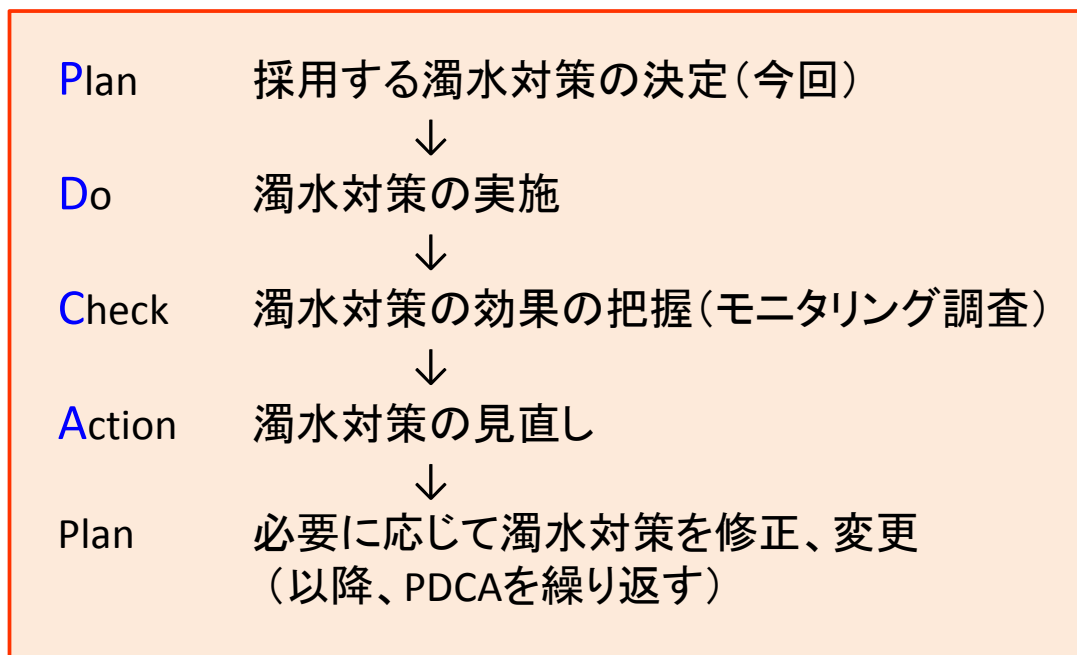 Plan 採用する濁水対策の決定（今回）
↓
Do 濁水対策の実施
↓
Check 濁水対策の効果の把握（モニタリング調査）
↓
Action 濁水対策の見直し
↓
Plan 必要に応じて濁水対策を修正、変更
（以降、PDCAを繰り返す）